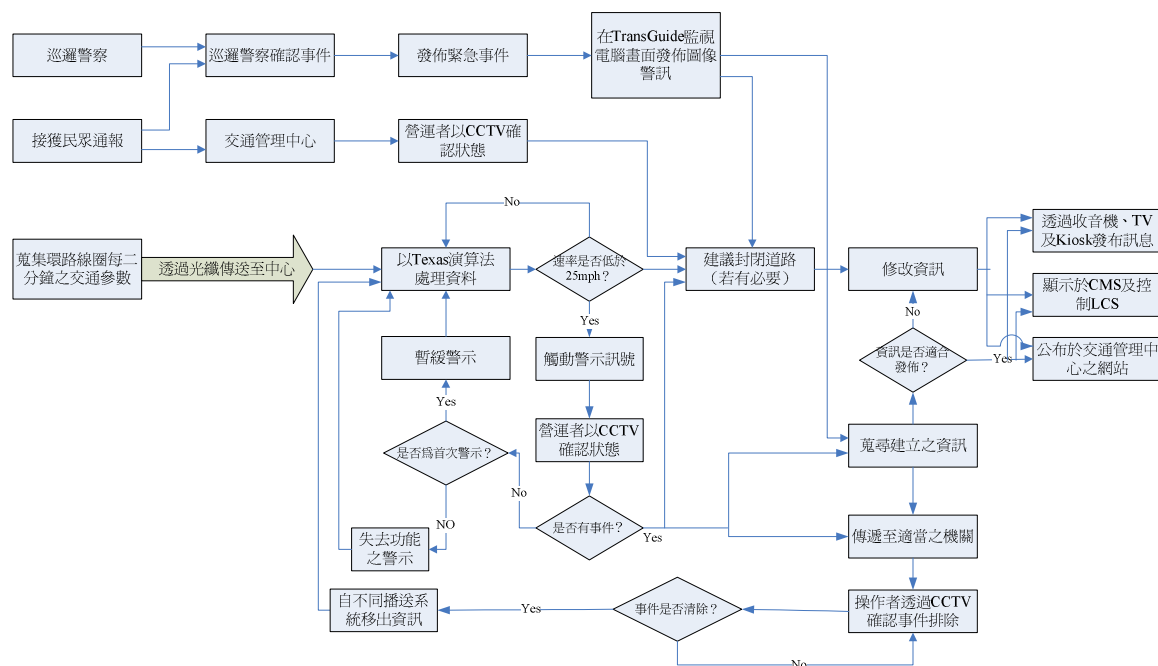 巡邏警察
巡邏警察確認事件
發佈緊急事件
在TransGuide監視
電腦畫面發佈圖像
警訊
接獲民眾通報
交通管理中心
營運者以CCTV確
認狀態
No
蒐集環路線圈每二
分鐘之交通參數
透過光纖傳送至中心
以Texas演算法
處理資料
速率是否低於
25mph？
建議封閉道路
（若有必要）
修改資訊
透過收音機、TV
及Kiosk發布訊息
顯示於CMS及控
制LCS
公布於交通管理中
心之網站
Yes
No
暫緩警示
觸動警示訊號
資訊是否適合
發佈？
Yes
Yes
營運者以CCTV
確認狀態
是否為首次警示？
蒐尋建立之資訊
No
NO
是否有事件？
Yes
傳遞至適當之機關
失去功能
之警示
自不同播送系
統移出資訊
Yes
事件是否清除？
操作者透過CCTV
確認事件排除
No